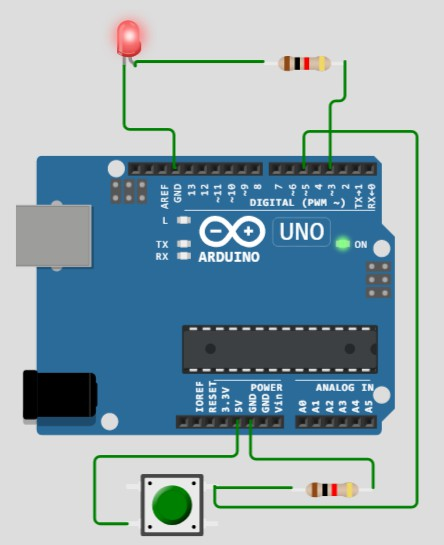 AREF
GND
13
12
~11
~10
~9
8
7
~6
~5
4
~3
2
TX→1
RX←0
DIGITAL (PWM ~)
L
TX
RX
ARDUINO
UNO
ON
IOREF
RESET
3.3V
5V
GND
GND
Vin
POWER
ANALOG IN
A0
A1
A2
A3
A4
A5